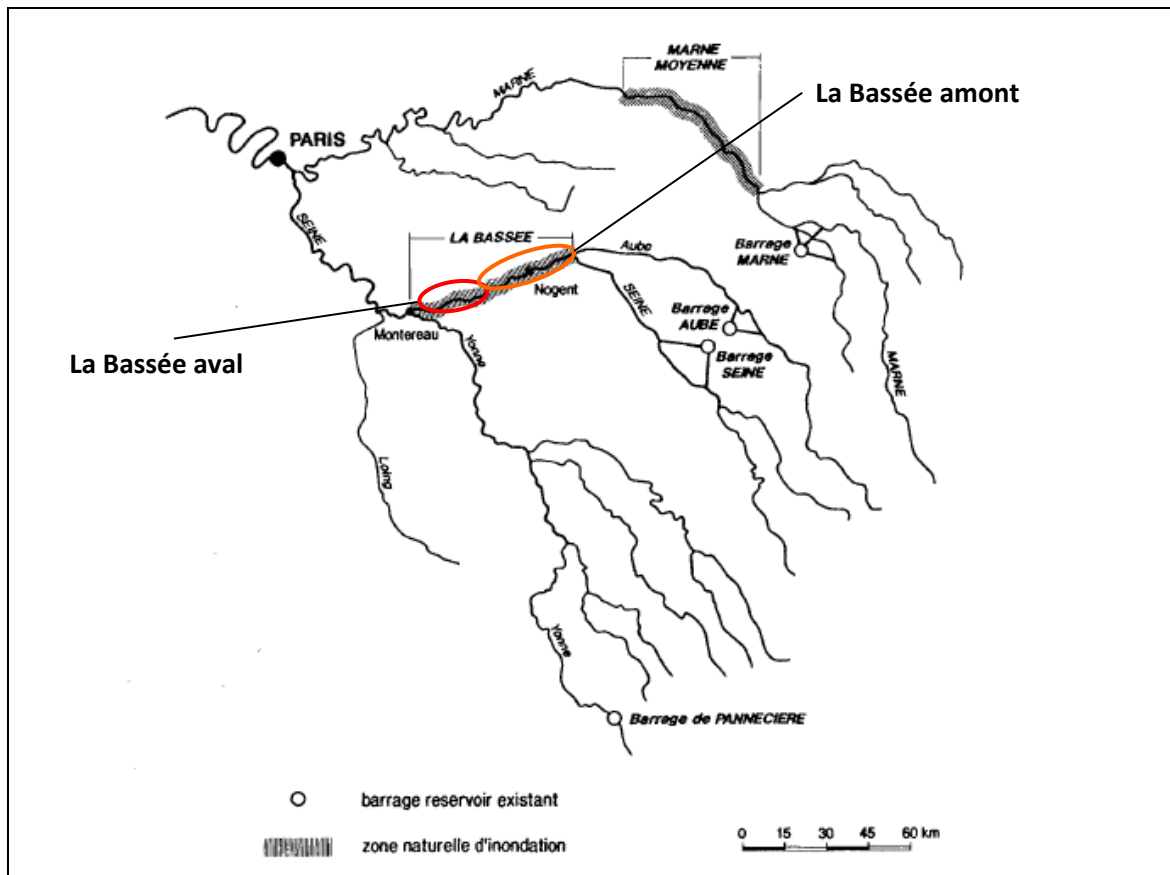 MARNE
MOYENNE
La Bassée amont
MARNE
PARIS
SEINE
LA BASSEE
Aube
Barrage
MARNE
Nogent
SEINE
Barrage
AUBE
Montereau
Yonne
Barrage
SEINE
La Bassée aval
MARNE
Loing
Yonne
Barrage de PANNECIERE
barrage reservoir existant
zone naturelle d'inondation
0 15 30 45 60 km